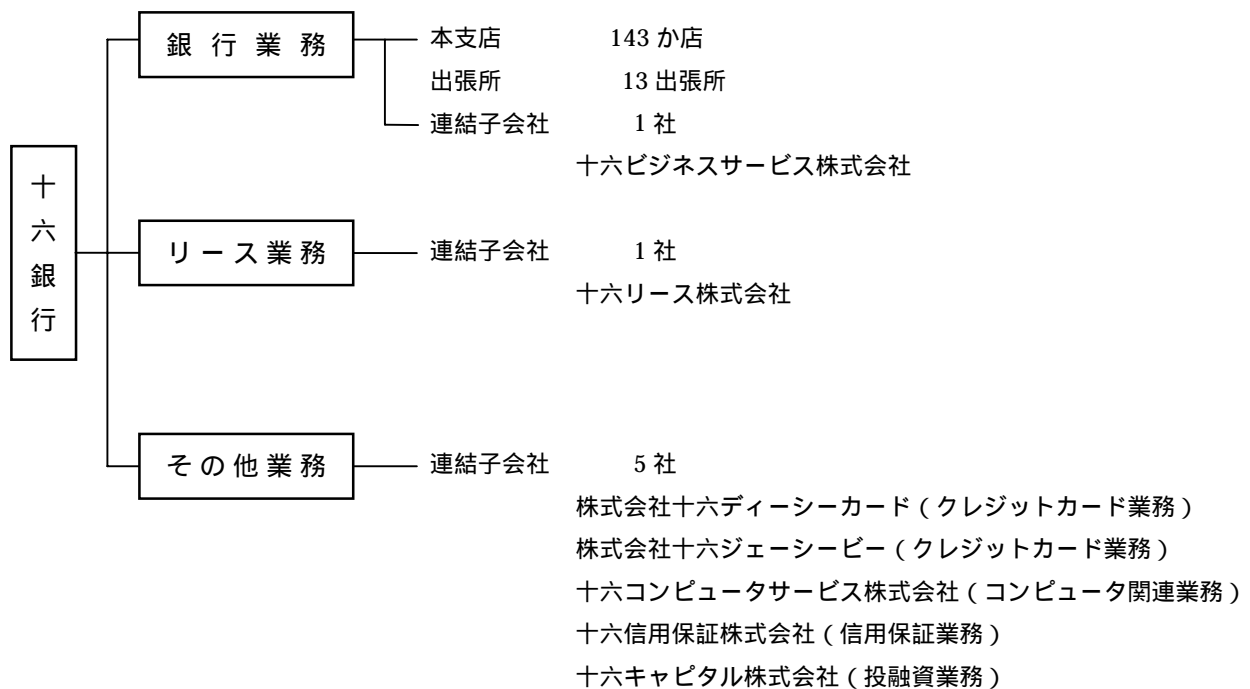 十六銀行
銀行業務
本支店 143 か店
出張所 13 出張所
連結子会社 1 社
十六ビジネスサービス株式会社
リース業務
連結子会社 1 社
十六リース株式会社
その他業務
連結子会社 5 社
株式会社十六ディーシーカード（クレジットカード業務）
株式会社十六ジェーシービー（クレジットカード業務）
十六コンピュータサービス株式会社（コンピュータ関連業務）
十六信用保証株式会社（信用保証業務）
十六キャピタル株式会社（投融資業務）